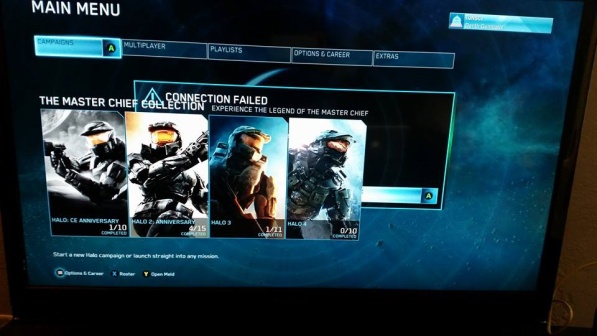 MAIN MENU
CAMPAIGNS A
MULTIPLAYER
PLAYLISTS
OPTIONS & CAREER
EXTRAS
CONNECTION FAILED
THE MASTER CHIEF COLLECTION
EXPERIENCE THE LEGEND OF THE MASTER CHIEF
A
HALO: CE ANNIVERSARY
1/10
COMPLETED
HALO 2: ANNIVERSARY
4/15
COMPLETED
HALO 3
1/11
COMPLETED
HALO 4
0/10
COMPLETED
Start a new Halo campaign or launch straight into any mission.
Options & Career X Roster Y Open Maid